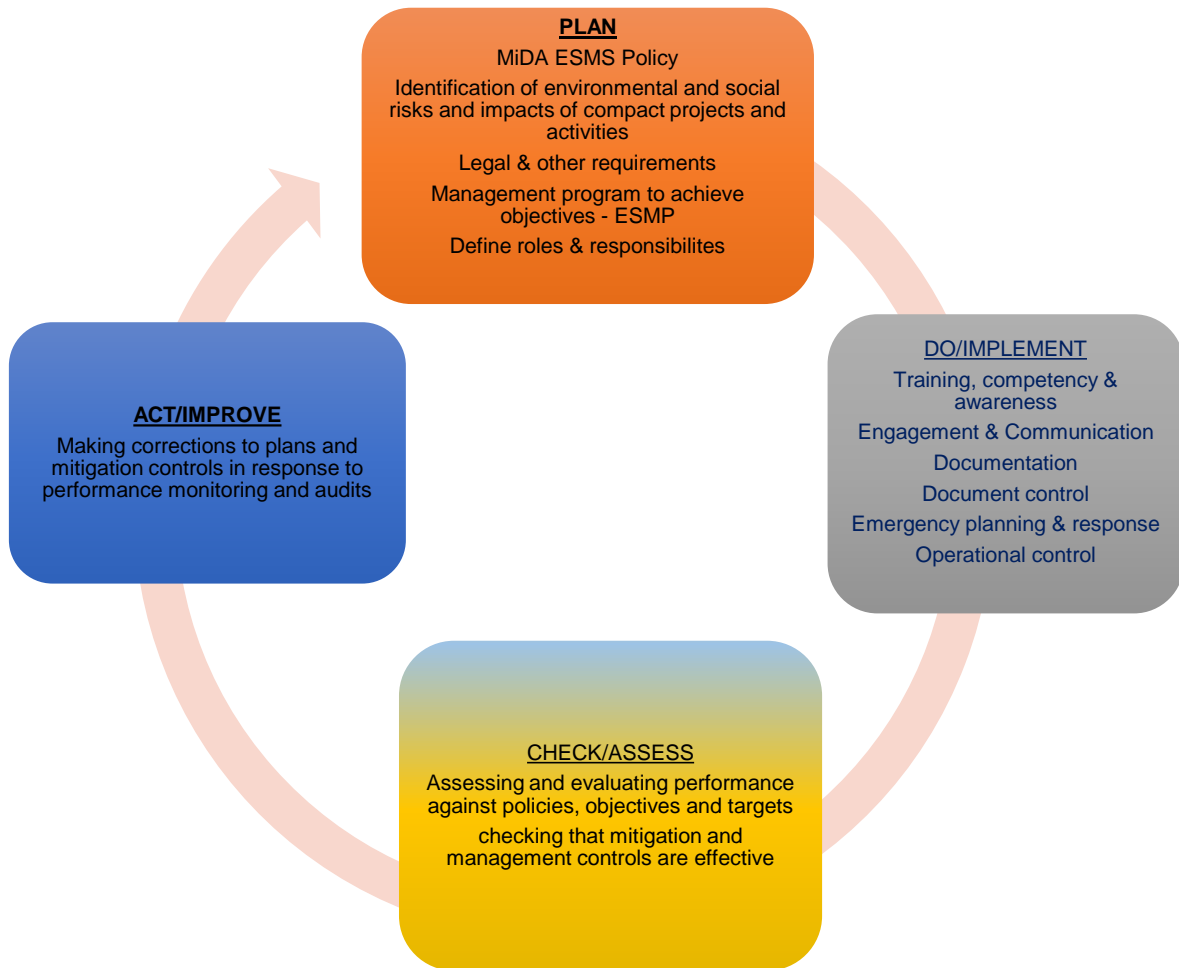 PLAN
MiDA ESMS Policy
Identification of environmental and social
risks and impacts of compact projects and
activities
Legal & other requirements
Management program to achieve
objectives - ESMP
Define roles & responsibilites
DO/IMPLEMENT
Training, competency &
awareness
Engagement & Communication
Documentation
Document control
Emergency planning & response
Operational control
CHECK/ASSESS
Assessing and evaluating performance
against policies, objectives and targets
checking that mitigation and
management controls are effective
ACT/IMPROVE
Making corrections to plans and
mitigation controls in response to
performance monitoring and audits